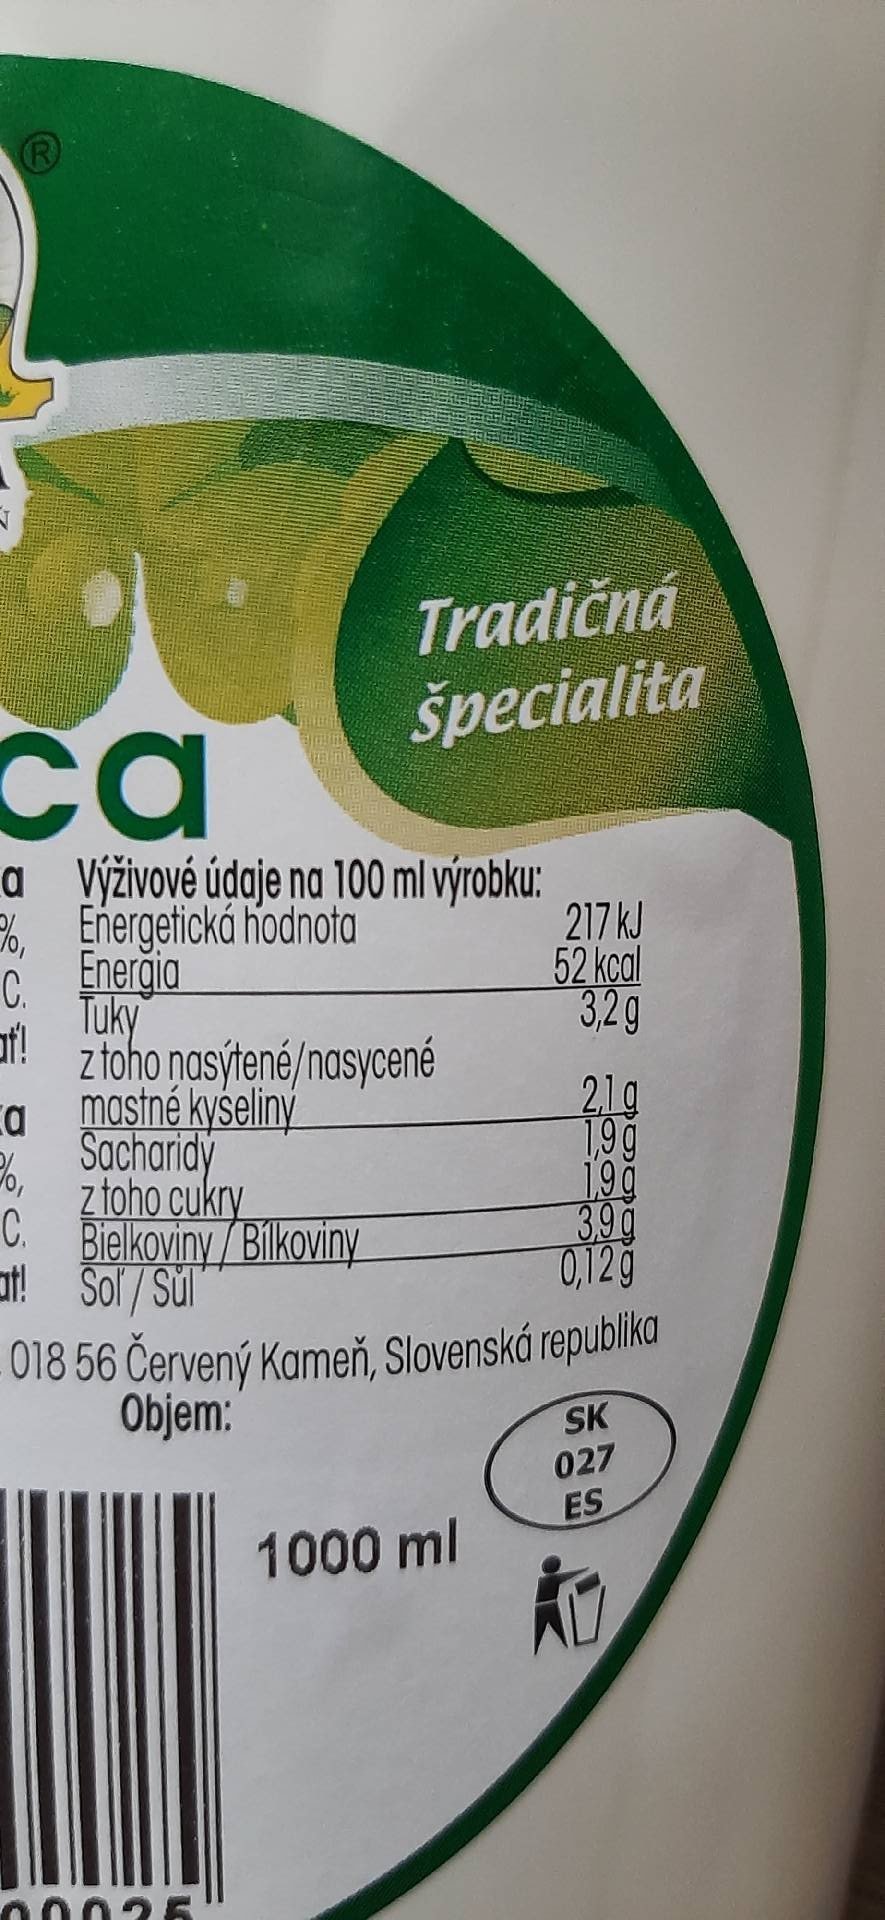 ®
Tradičná
špecialita
ca
Výživové údaje na 100 ml výrobku:
Energetická hodnota 217 kJ
Energia 52 kcal
Tuky 3,2 g
z toho nasýtené/nasycené
mastné kyseliny 2,1 g
Sacharidy 1,9 g
z toho cukry 1,9 g
Bielkoviny / Bílkoviny 3,9 g
Soľ / Sůl 0,12 g
018 56 Červený Kameň, Slovenská republika
Objem:
1000 ml
SK
027
ES